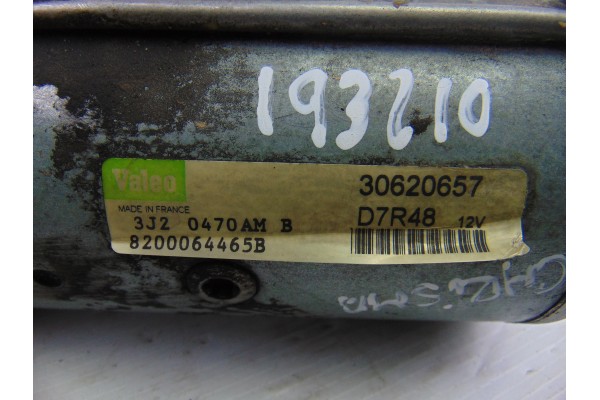 193210
Valeo
30620657
MADE IN FRANCE
D7R48 12V
3J2 0470AM B
8200064465B